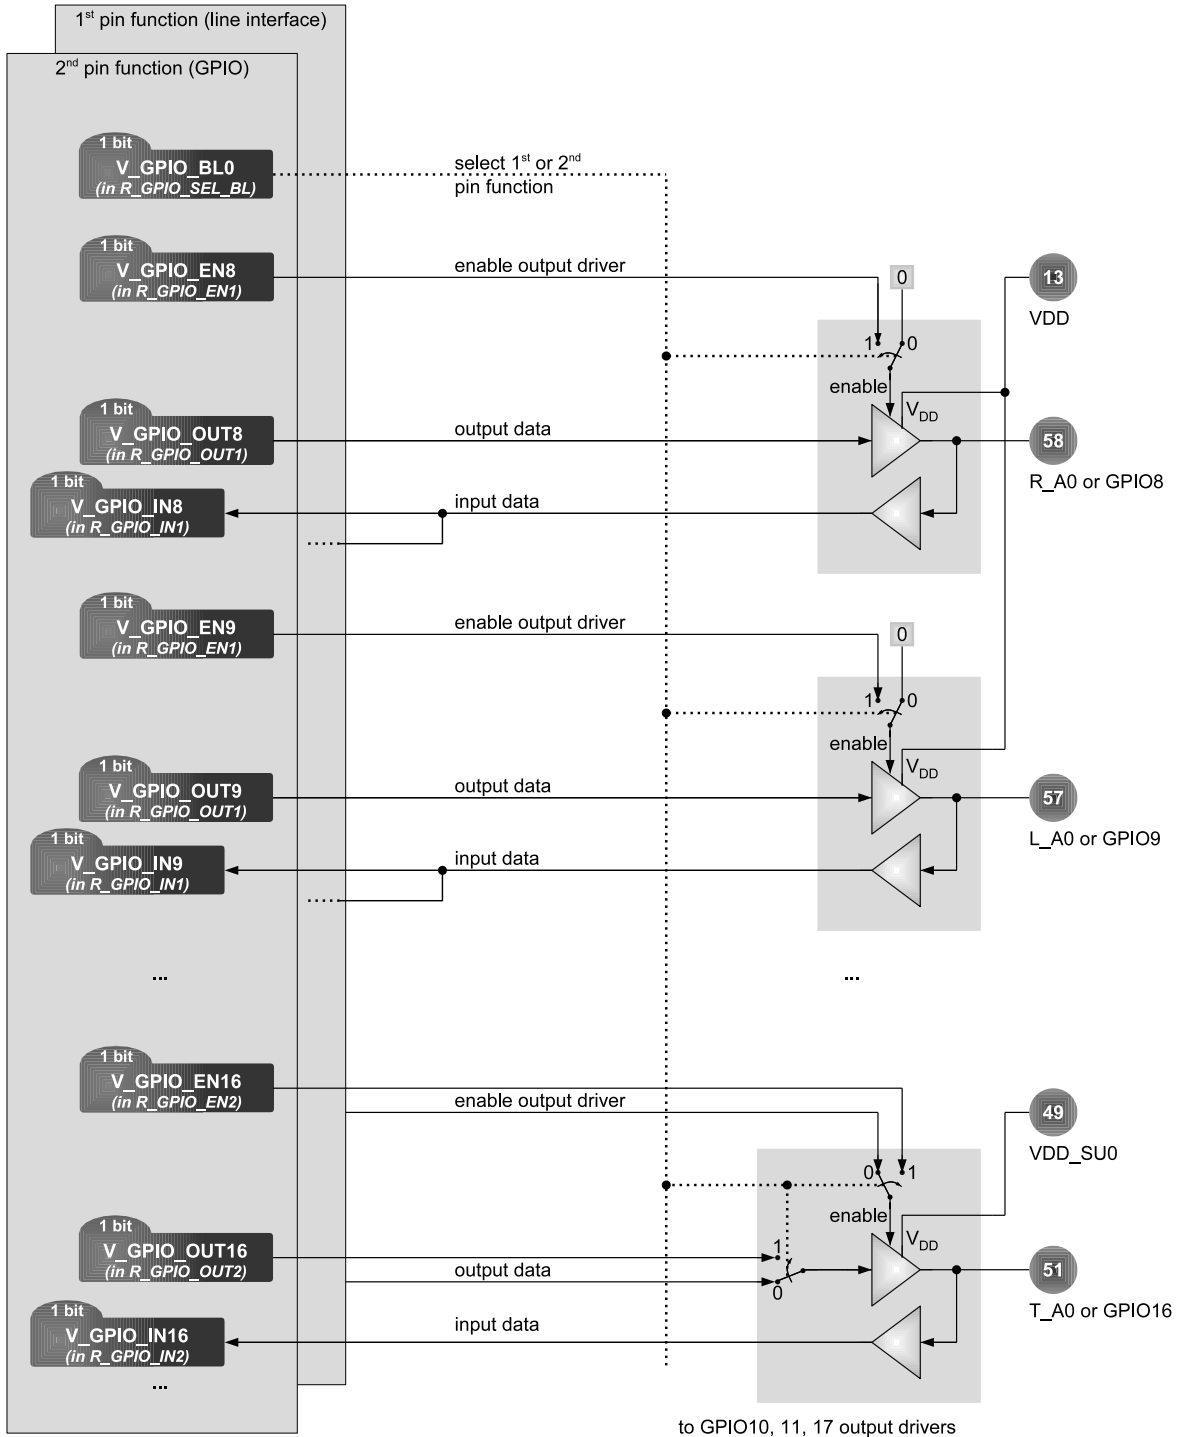 1st pin function (line interface)
2nd pin function (GPIO)
1 bit
V_GPIO_BL0
(in R_GPIO_SEL_BL)
select 1st or 2nd
pin function
1 bit
V_GPIO_EN8
(in R_GPIO_EN1)
enable output driver
0
13
VDD
1 0
enable
VDD
1 bit
V_GPIO_OUT8
(in R_GPIO_OUT1)
output data
58
R_A0 or GPIO8
1 bit
V_GPIO_IN8
(in R_GPIO_IN1)
input data
1 bit
V_GPIO_EN9
(in R_GPIO_EN1)
enable output driver
0
1 0
enable
VDD
1 bit
V_GPIO_OUT9
(in R_GPIO_OUT1)
output data
57
L_A0 or GPIO9
1 bit
V_GPIO_IN9
(in R_GPIO_IN1)
input data
... ...
1 bit
V_GPIO_EN16
(in R_GPIO_EN2)
enable output driver
49
VDD_SU0
0 1
enable
VDD
1 bit
V_GPIO_OUT16
(in R_GPIO_OUT2)
output data
1
0
51
T_A0 or GPIO16
1 bit
V_GPIO_IN16
(in R_GPIO_IN2)
input data
...
to GPIO10, 11, 17 output drivers